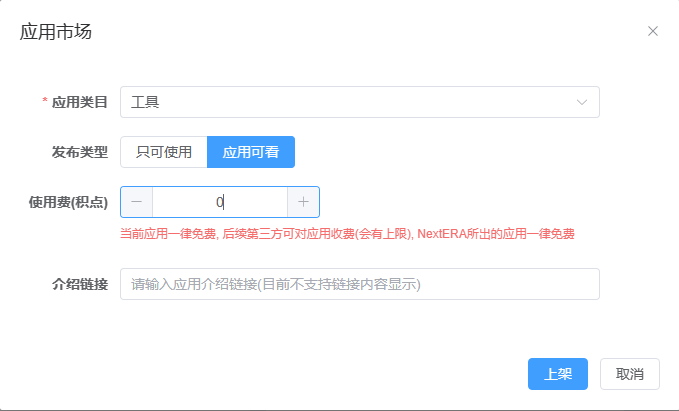 应用市场
* 应用类目 工具
发布类型 只可使用 应用可看
使用费(积点) 0
当前应用一律免费, 后续第三方可对应用收费(会有上限), NextERA所出的应用一律免费
介绍链接 请输入应用介绍链接(目前不支持链接内容显示)
上架 取消